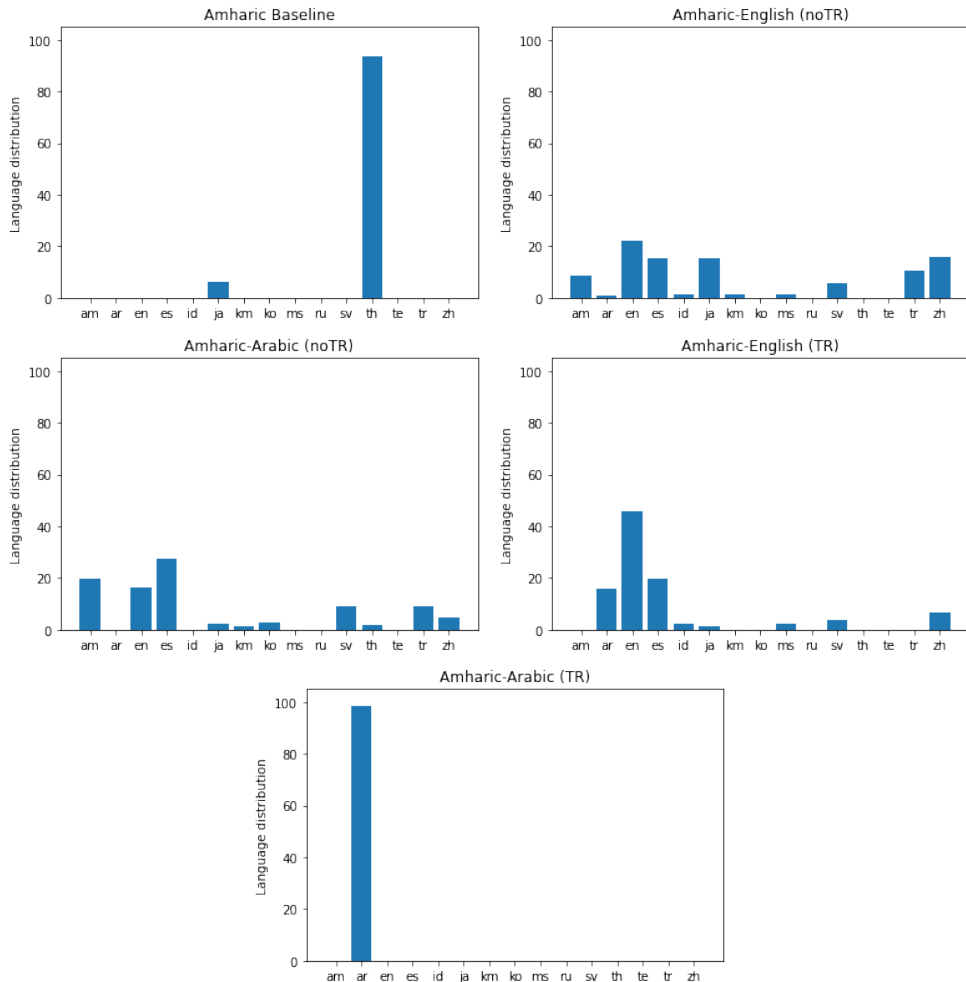 Amharic Baseline
100
80
60
40
20
0
Language distribution
am ar en es id ja km ko ms ru sv th te tr zh
Amharic-English (noTR)
100
80
60
40
20
0
Language distribution
am ar en es id ja km ko ms ru sv th te tr zh
Amharic-Arabic (noTR)
100
80
60
40
20
0
Language distribution
am ar en es id ja km ko ms ru sv th te tr zh
Amharic-English (TR)
100
80
60
40
20
0
Language distribution
am ar en es id ja km ko ms ru sv th te tr zh
Amharic-Arabic (TR)
100
80
60
40
20
0
Language distribution
am ar en es id ja km ko ms ru sv th te tr zh